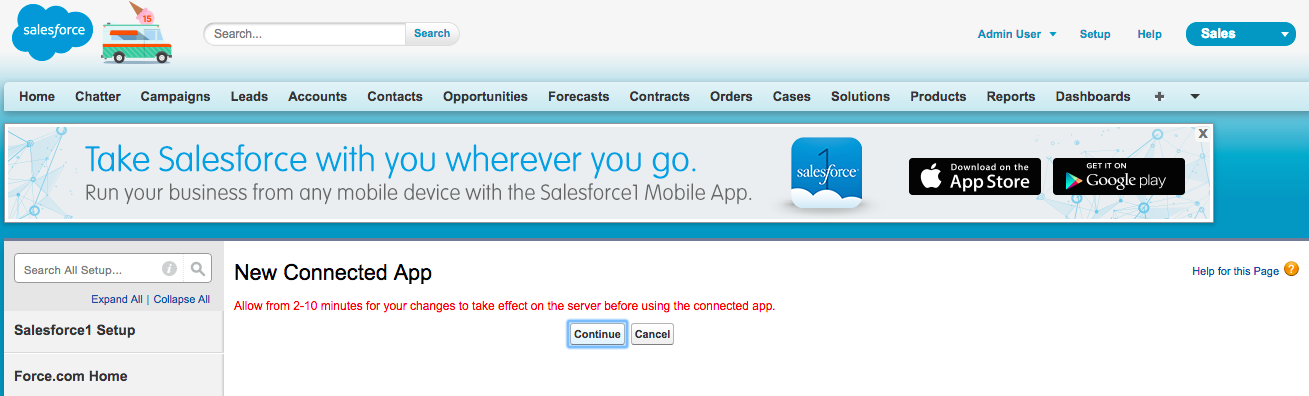 salesforce
15
Search...
Search
Admin User
Setup
Help
Sales
Home Chatter Campaigns Leads Accounts Contacts Opportunities Forecasts Contracts Orders Cases Solutions Products Reports Dashboards +
Take Salesforce with you wherever you go.
Run your business from any mobile device with the Salesforce1 Mobile App.
1
salesforce
Download on the
App Store
GET IT ON
Google play
X
Search All Setup...
i
Expand All | Collapse All
Salesforce1 Setup
Force.com Home
New Connected App
Help for this Page ?
Allow from 2-10 minutes for your changes to take effect on the server before using the connected app.
Continue Cancel